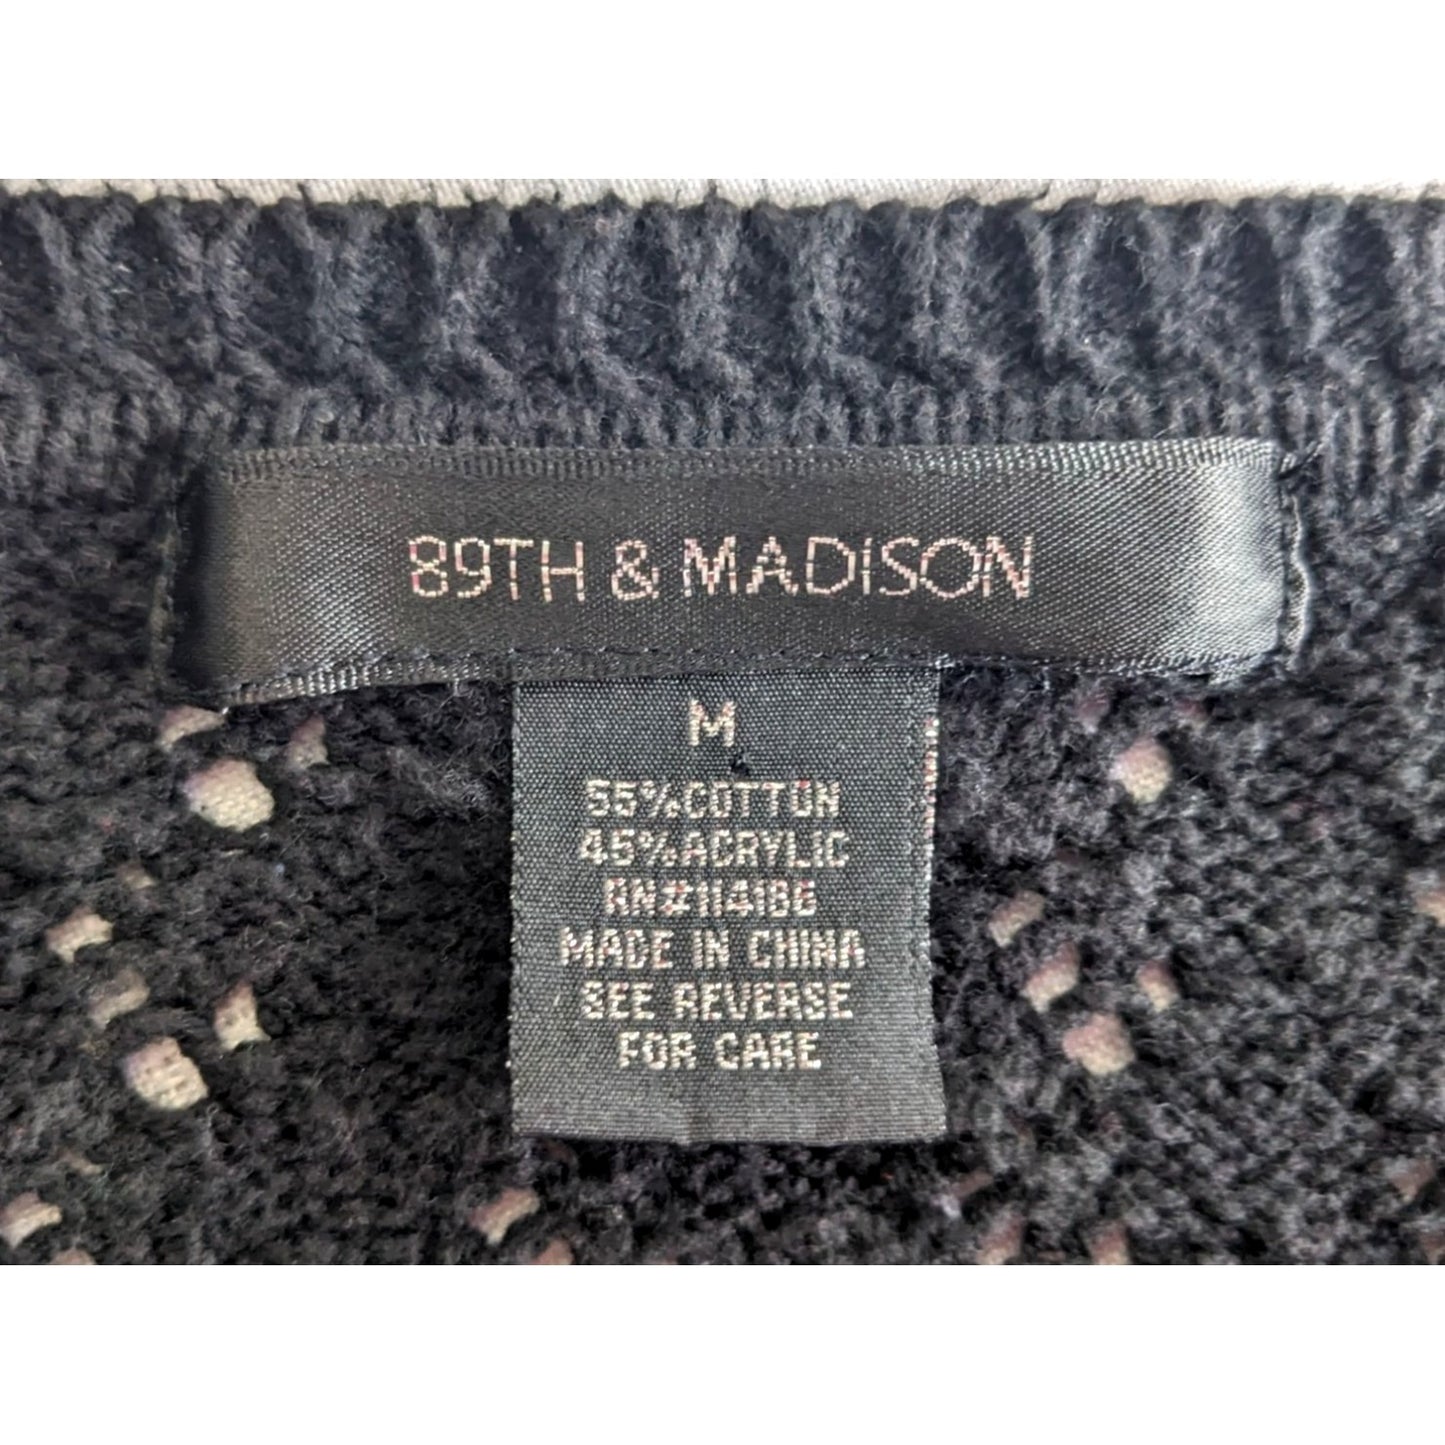 89TH & MADISON
M
55%COTTON
45%ACRYLIC
RN#114186
MADE IN CHINA
SEE REVERSE
FOR CARE